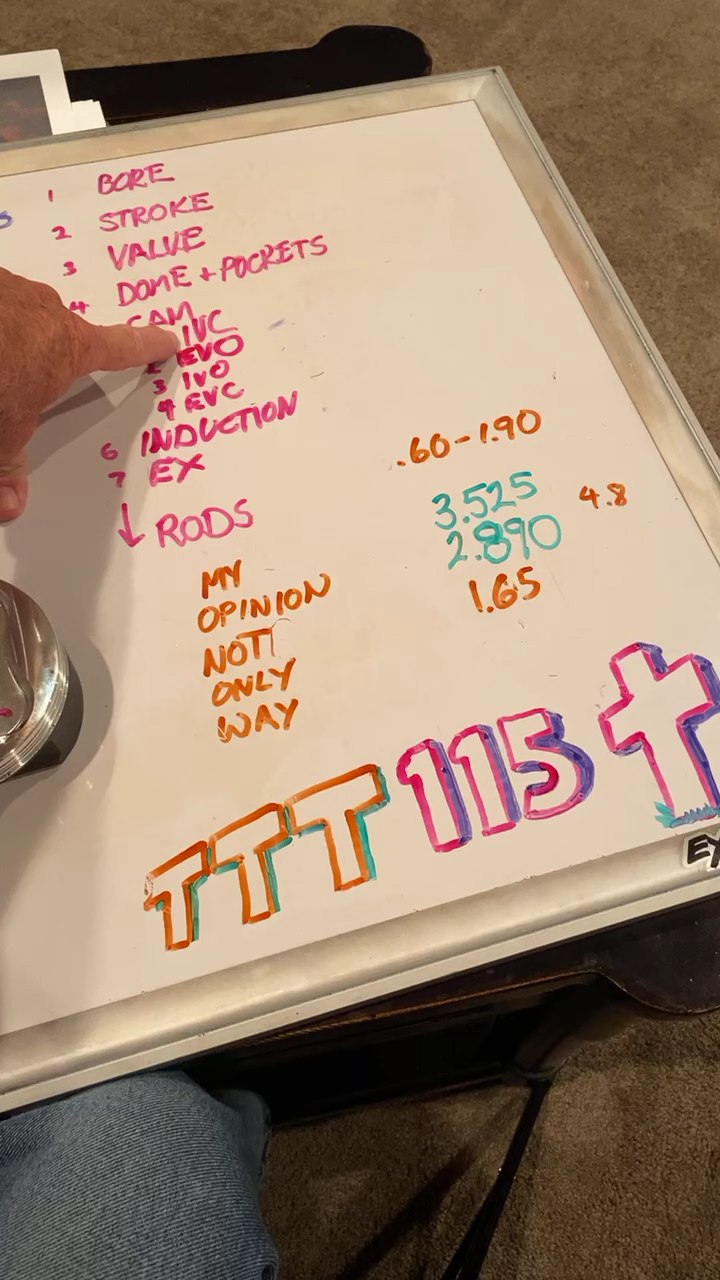 1 BORE
2 STROKE
3 VALVE
4 DOME + POCKETS
CAM
IVC
2 EVO
3 IVO
4 EVC
6 INDUCTION
7 EX
↓ RODS
.60-1.90
3.525 4.8
2.890
1.65
MY
OPINION
NOT
ONLY
WAY
TTT 115
EX